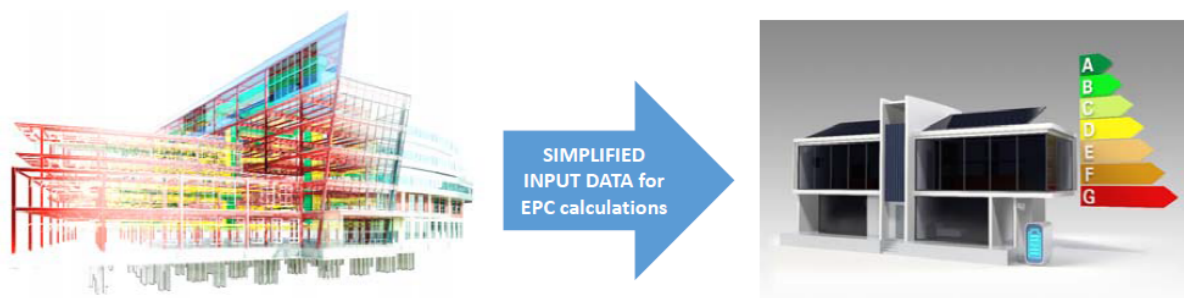 SIMPLIFIED
INPUT DATA for
EPC calculations
A
B
C
D
E
F
G